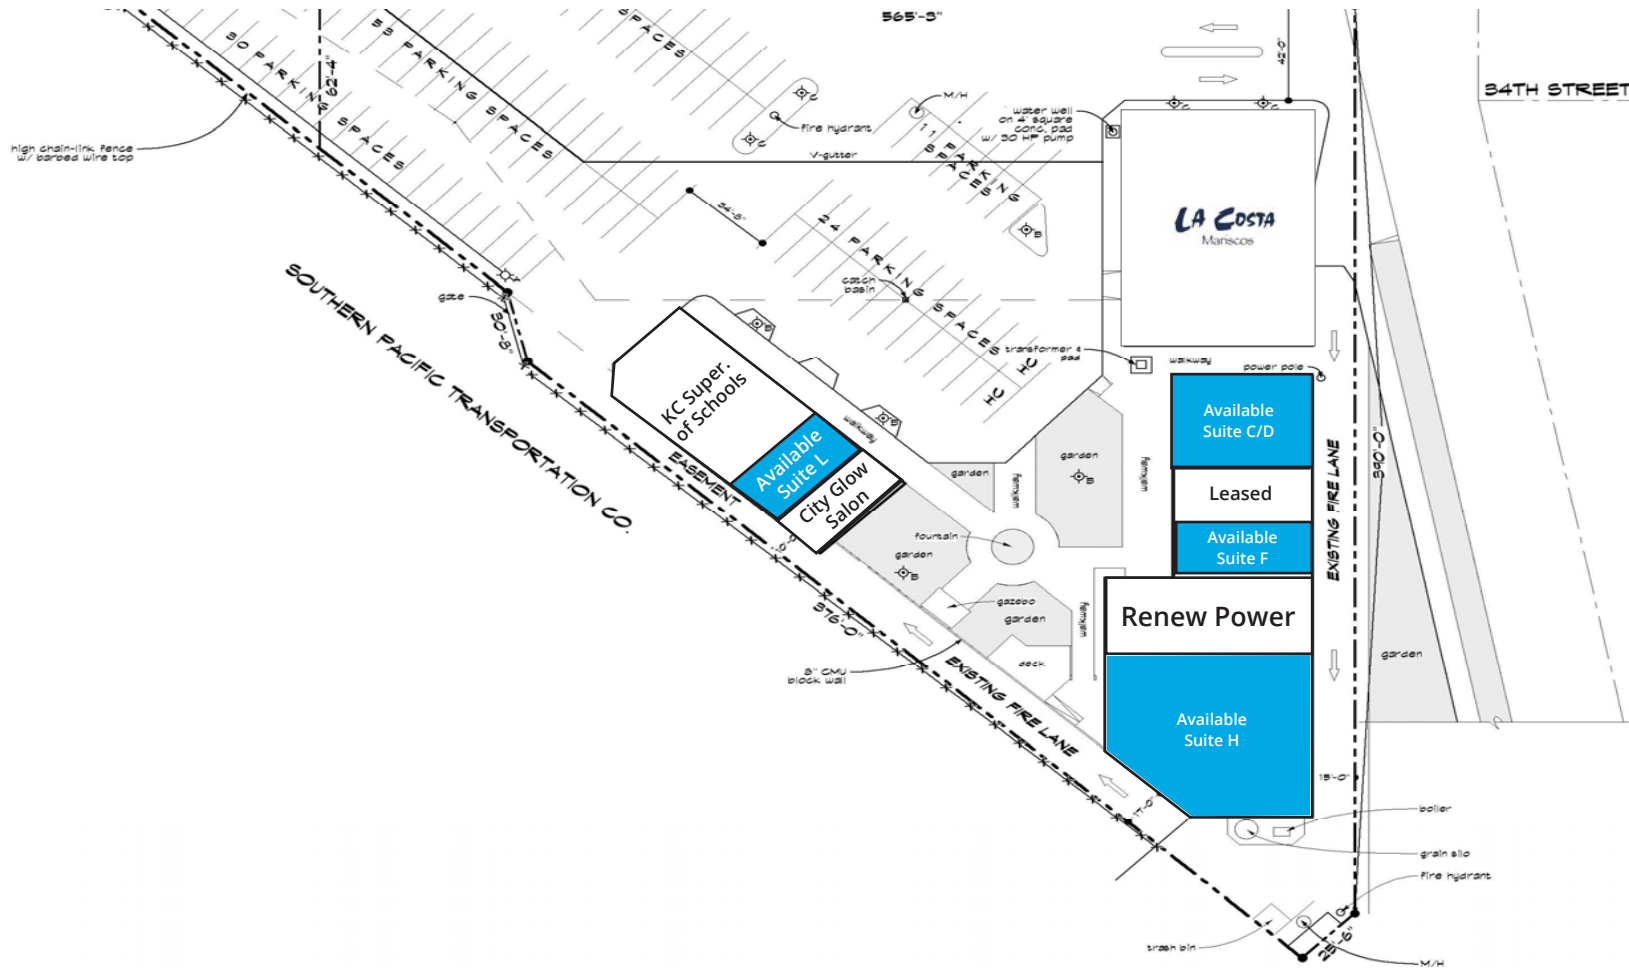 565'-3"
SPACES
53 PARKING SPACES
30 PARKING SPACES
62'-4"
42'-0"
34TH STREET
M/H
water well
on 4' square
conc. pad
w/ 30 HP pump
fire hydrant
11 PARKING
SPACES
high chain-link fence
w/ barbed wire top
V-gutter
34'-8"
24 PARKING SPACES
LA COSTA
Mariscos
catch
basin
gate
30'-8"
SOUTHERN PACIFIC TRANSPORTATION CO.
transformer &
pad
walkway
power pole
HC
HC
KC Super.
of Schools
Available
Suite L
City Glow
Salon
walkway
EASEMENT
Available
Suite C/D
Leased
Available
Suite F
Renew Power
Available
Suite H
EXISTING FIRE LANE
390'-0"
garden
garden
walkway
walkway
fountain
garden
gazebo
garden
walkway
deck
376'-0"
8" CMU
block wall
EXISTING FIRE LANE
garden
15'-0"
boiler
grain silo
fire hydrant
trash bin
25'-6"
M/H